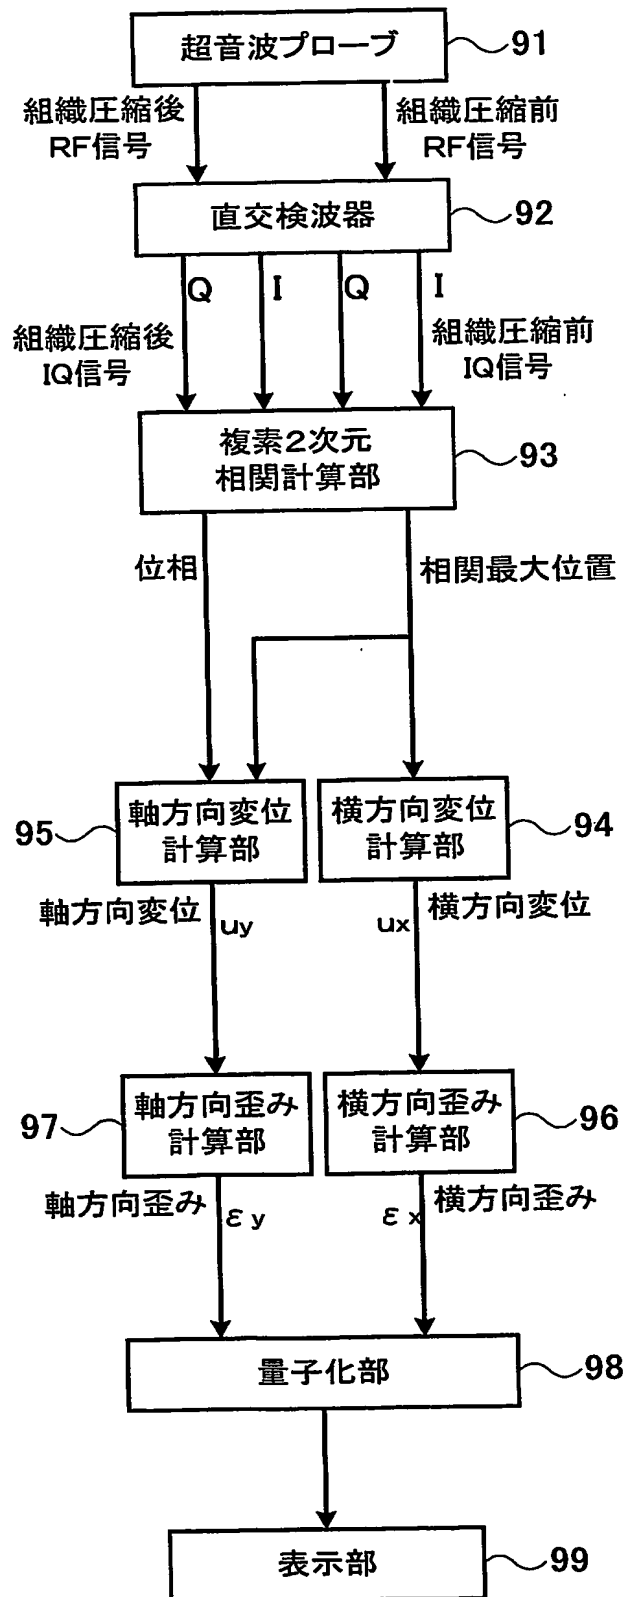 超音波プローブ
91
組織圧縮後
RF信号
組織圧縮前
RF信号
直交検波器
92
Q
I
Q
I
組織圧縮後
IQ信号
組織圧縮前
IQ信号
複素2次元
相関計算部
93
位相
相関最大位置
95
軸方向変位
計算部
横方向変位
計算部
94
軸方向変位
uy
ux
横方向変位
97
軸方向歪み
計算部
横方向歪み
計算部
96
軸方向歪み
εy
εx
横方向歪み
量子化部
98
表示部
99